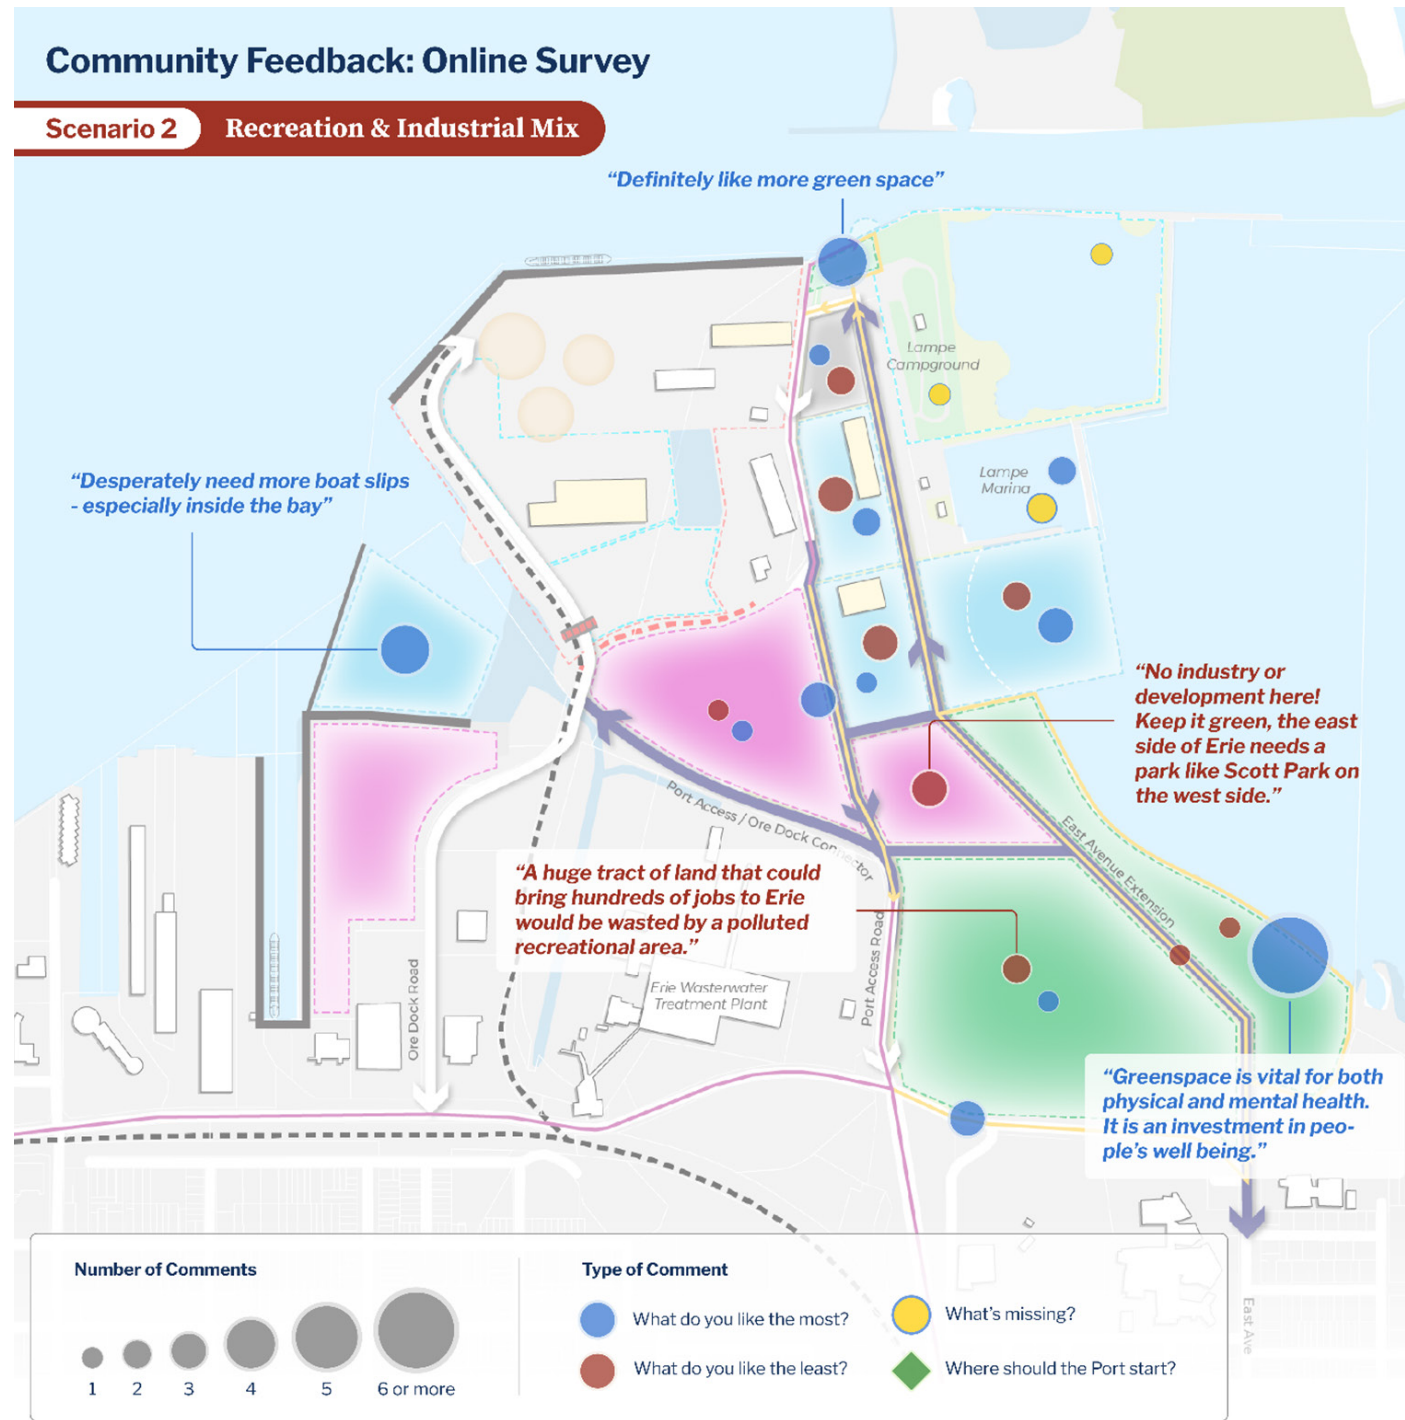 Community Feedback: Online Survey
Scenario 2
Recreation & Industrial Mix
“Definitely like more green space”
Lampe
Campground
“Desperately need more boat slips
- especially inside the bay”
Lampe
Marina
“No industry or
development here!
Keep it green, the east
side of Erie needs a
park like Scott Park on
the west side.”
Port Access / Ore Dock Connector
East Avenue Extension
“A huge tract of land that could
bring hundreds of jobs to Erie
would be wasted by a polluted
recreational area.”
Port Access Road
Ore Dock Road
Erie Wasterwater
Treatment Plant
“Greenspace is vital for both
physical and mental health.
It is an investment in peo-
ple’s well being.”
Number of Comments
1 2 3 4 5 6 or more
Type of Comment
What do you like the most?
What's missing?
What do you like the least?
Where should the Port start?
East Ave